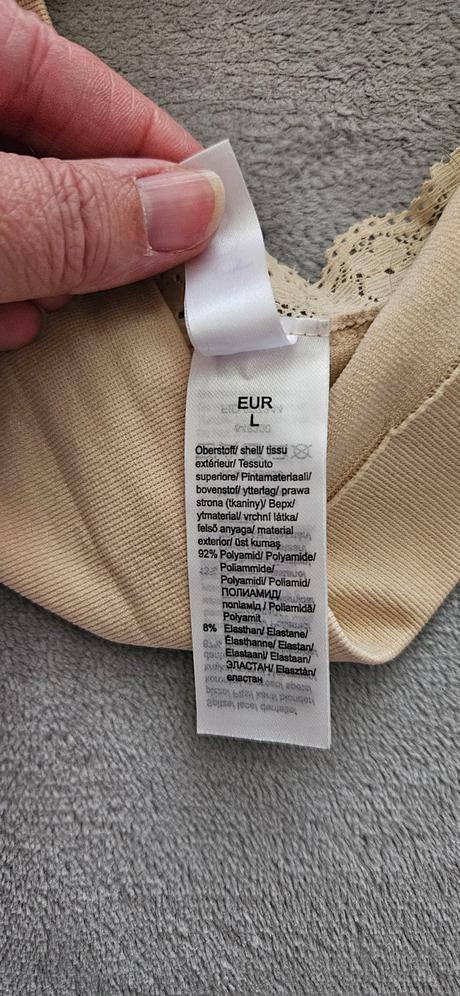 EUR
L
Oberstoff/ shell/ tissu
extérieur/ Tessuto
superiore/ Pintamateriaali/
bovenstof/ ytterlag/ prawa
strona (tkaniny)/ Верх/
ytmaterial/ vrchní látka/
felső anyaga/ material
exterior/ üst kumaş
92% Polyamid/ Polyamide/
Poliammide/
Polyamidi/ Poliamid/
ПОЛИАМИД/
поліамід / Poliamidă/
Polyamit
8% Elasthan/ Elastane/
Élasthanne/ Elastan/
Elastaani/ Elastaan/
ЭЛАСТАН/ Elasztán/
еластан